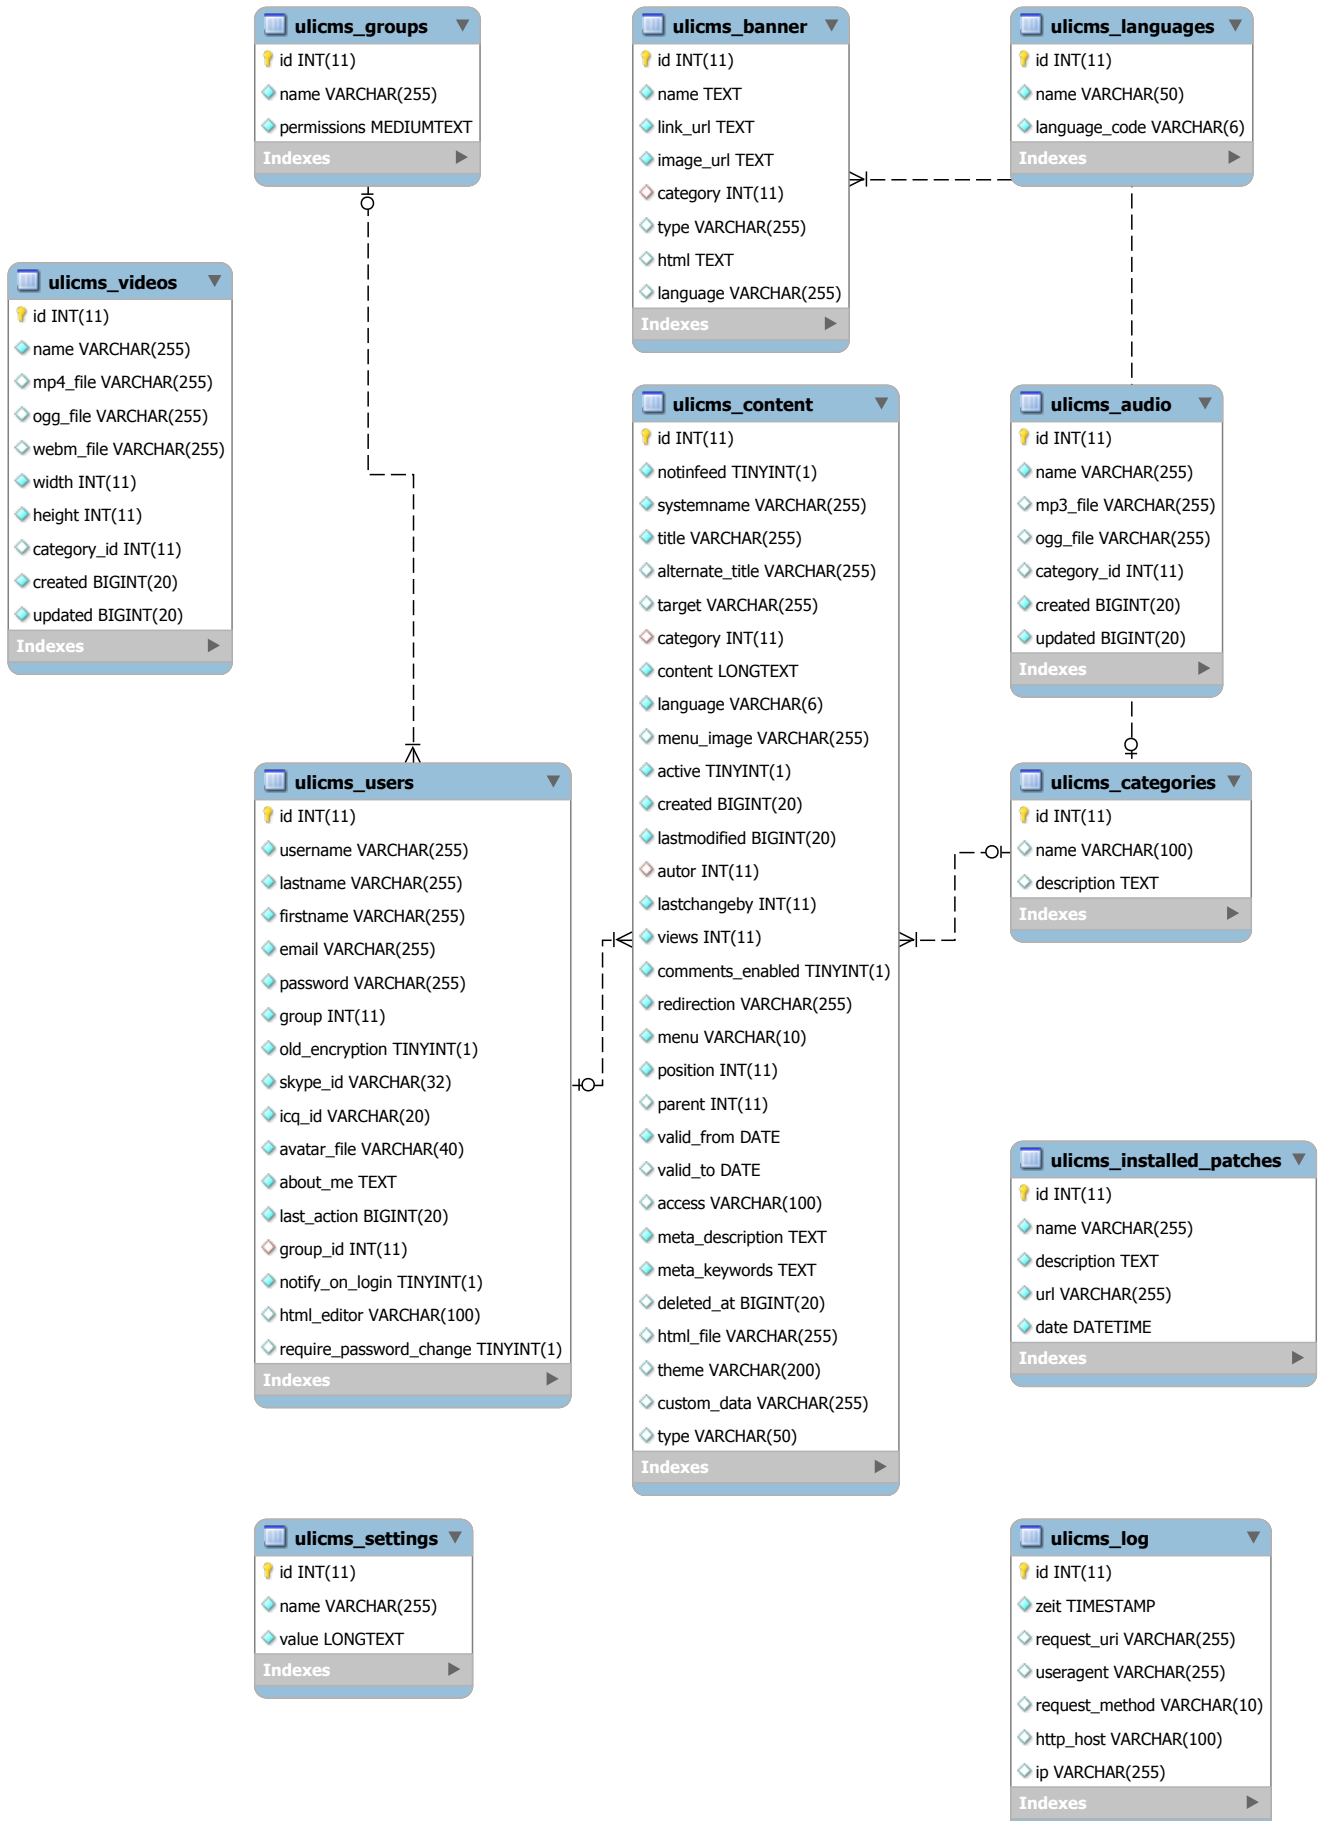 ulicms_groups
id INT(11)
name VARCHAR(255)
permissions MEDIUMTEXT
Indexes
ulicms_banner
id INT(11)
name TEXT
link_url TEXT
image_url TEXT
category INT(11)
type VARCHAR(255)
html TEXT
language VARCHAR(255)
Indexes
ulicms_languages
id INT(11)
name VARCHAR(50)
language_code VARCHAR(6)
Indexes
ulicms_videos
id INT(11)
name VARCHAR(255)
mp4_file VARCHAR(255)
ogg_file VARCHAR(255)
webm_file VARCHAR(255)
width INT(11)
height INT(11)
category_id INT(11)
created BIGINT(20)
updated BIGINT(20)
Indexes
ulicms_content
id INT(11)
notinfeed TINYINT(1)
systemname VARCHAR(255)
title VARCHAR(255)
alternate_title VARCHAR(255)
target VARCHAR(255)
category INT(11)
content LONGTEXT
language VARCHAR(6)
menu_image VARCHAR(255)
active TINYINT(1)
created BIGINT(20)
lastmodified BIGINT(20)
autor INT(11)
lastchangeby INT(11)
views INT(11)
comments_enabled TINYINT(1)
redirection VARCHAR(255)
menu VARCHAR(10)
position INT(11)
parent INT(11)
valid_from DATE
valid_to DATE
access VARCHAR(100)
meta_description TEXT
meta_keywords TEXT
deleted_at BIGINT(20)
html_file VARCHAR(255)
theme VARCHAR(200)
custom_data VARCHAR(255)
type VARCHAR(50)
Indexes
ulicms_audio
id INT(11)
name VARCHAR(255)
mp3_file VARCHAR(255)
ogg_file VARCHAR(255)
category_id INT(11)
created BIGINT(20)
updated BIGINT(20)
Indexes
ulicms_users
id INT(11)
username VARCHAR(255)
lastname VARCHAR(255)
firstname VARCHAR(255)
email VARCHAR(255)
password VARCHAR(255)
group INT(11)
old_encryption TINYINT(1)
skype_id VARCHAR(32)
icq_id VARCHAR(20)
avatar_file VARCHAR(40)
about_me TEXT
last_action BIGINT(20)
group_id INT(11)
notify_on_login TINYINT(1)
html_editor VARCHAR(100)
require_password_change TINYINT(1)
Indexes
ulicms_categories
id INT(11)
name VARCHAR(100)
description TEXT
Indexes
ulicms_installed_patches
id INT(11)
name VARCHAR(255)
description TEXT
url VARCHAR(255)
date DATETIME
Indexes
ulicms_settings
id INT(11)
name VARCHAR(255)
value LONGTEXT
Indexes
ulicms_log
id INT(11)
zeit TIMESTAMP
request_uri VARCHAR(255)
useragent VARCHAR(255)
request_method VARCHAR(10)
http_host VARCHAR(100)
ip VARCHAR(255)
Indexes